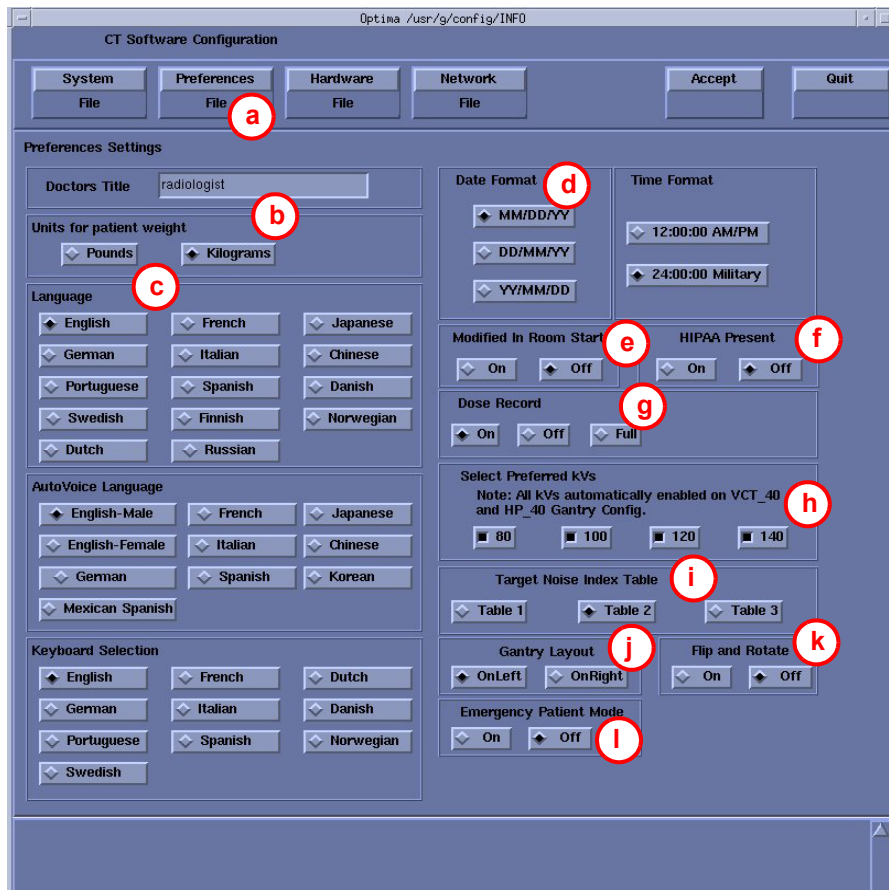 Optima /usr/g/config/INFO
CT Software Configuration
System Preferences Hardware Network Accept Quit
File File File File
a
Preferences Settings
Doctors Title radiologist
b
Units for patient weight
Pounds Kilograms
c
Language
English French Japanese
German Italian Chinese
Portuguese Spanish Danish
Swedish Finnish Norwegian
Dutch Russian
AutoVoice Language
English-Male French Japanese
English-Female Italian Chinese
German Spanish Korean
Mexican Spanish
Keyboard Selection
English French Dutch
German Italian Danish
Portuguese Spanish Norwegian
Swedish
Date Format d
MM/DD/YY
DD/MM/YY
YY/MM/DD
Time Format
12:00:00 AM/PM
24:00:00 Military
Modified In Room Start e
On Off
HIPAA Present f
On Off
Dose Record g
On Off Full
Select Preferred kVs
Note: All kVs automatically enabled on VCT_40
and HP_40 Gantry Config.
h
80 100 120 140
Target Noise Index Table i
Table 1 Table 2 Table 3
Gantry Layout j
OnLeft OnRight
Flip and Rotate k
On Off
Emergency Patient Mode
On Off l